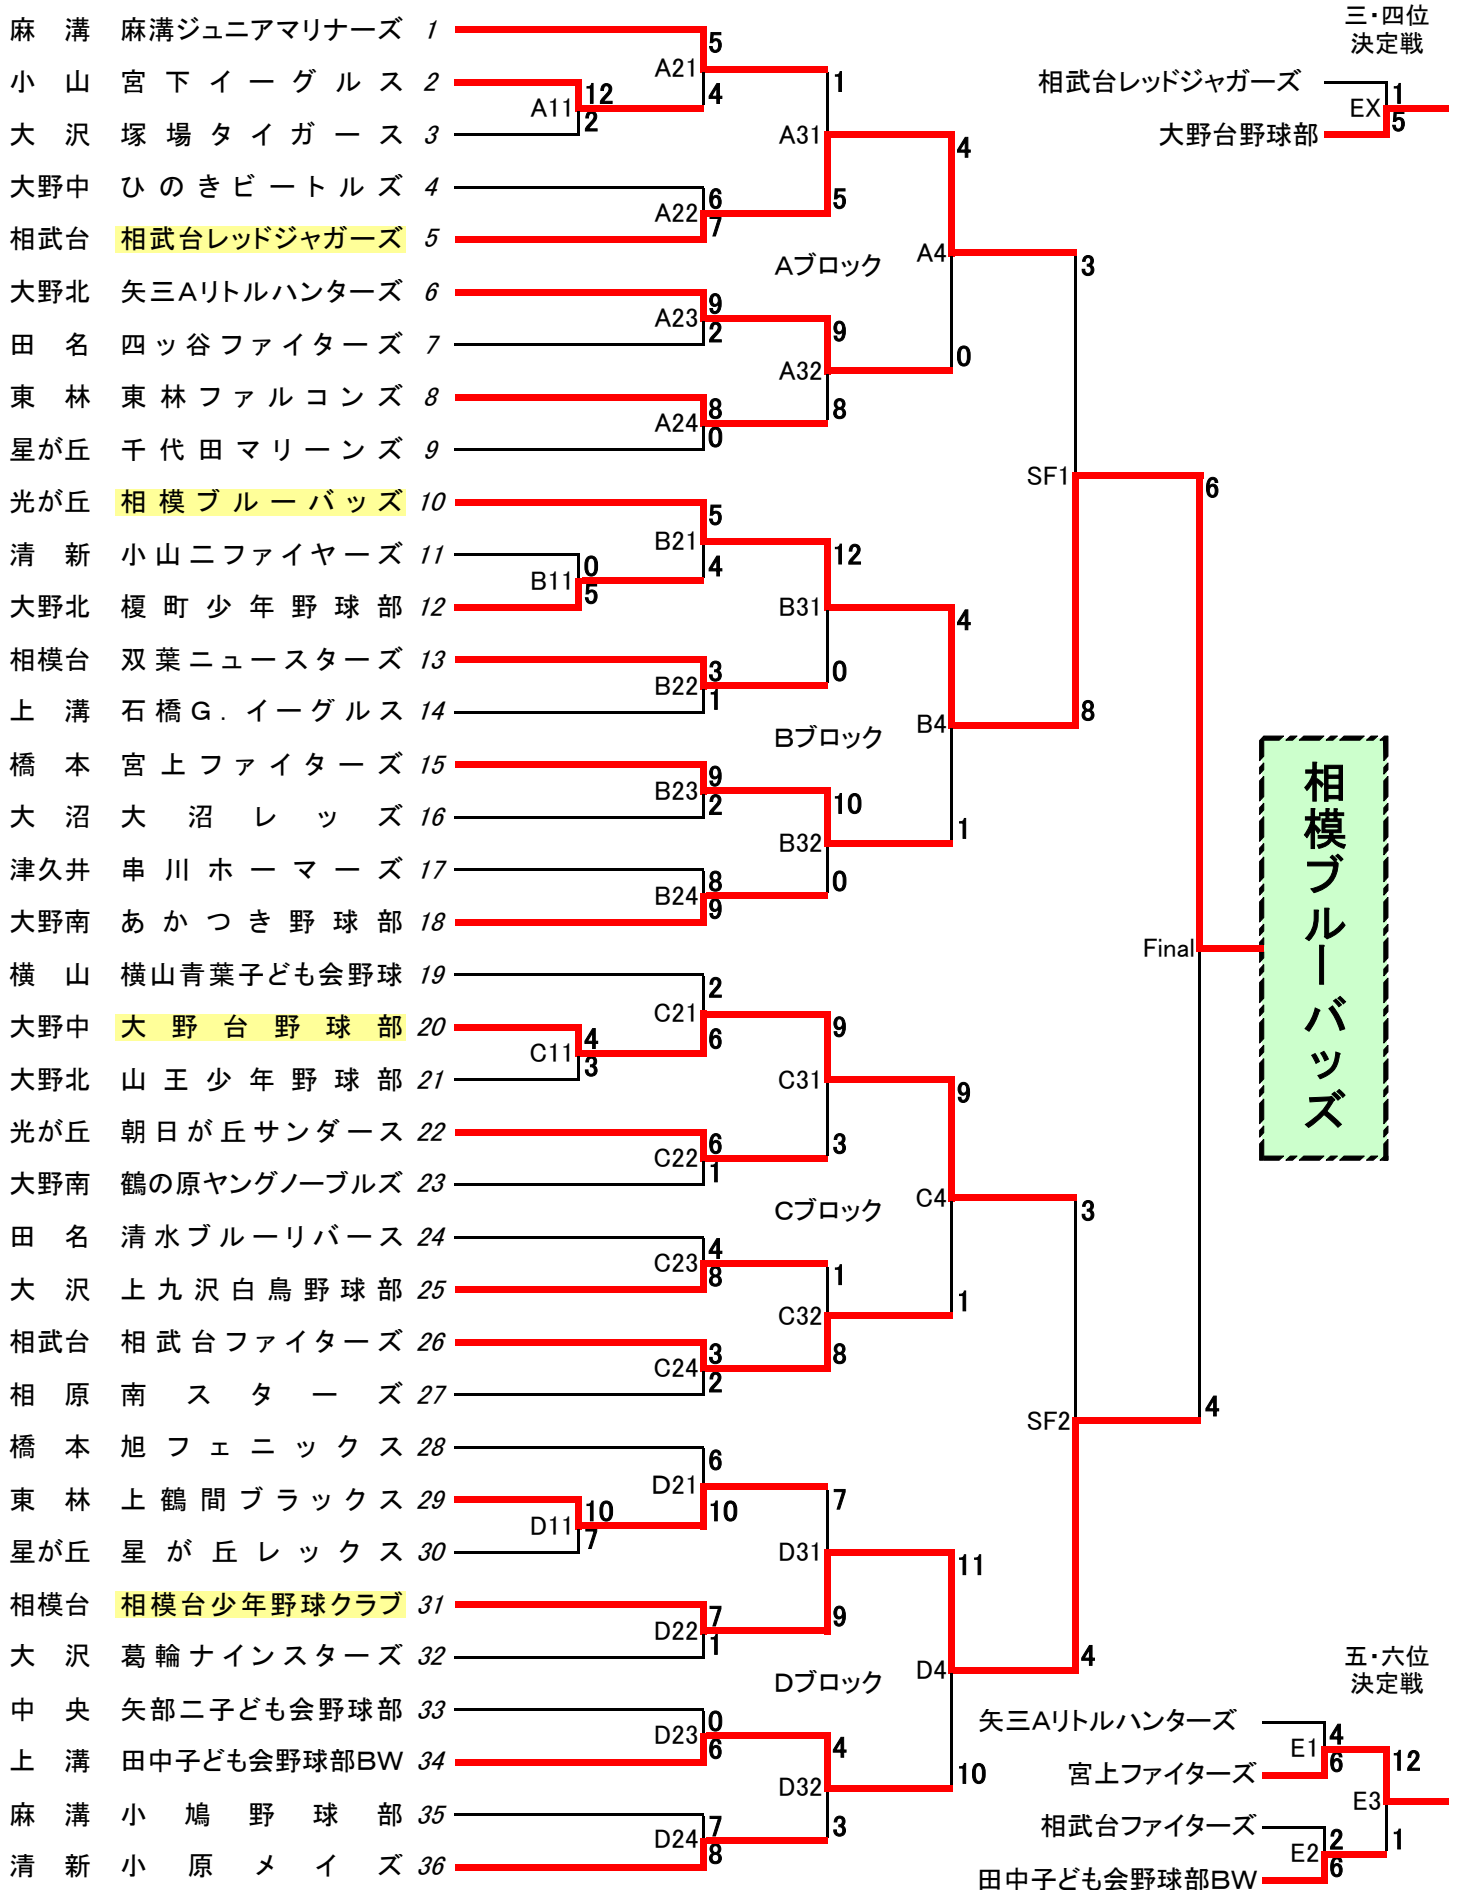 麻溝 麻溝ジュニアマリナーズ 1
小山 宮下イーグルス 2
大沢 塚場タイガース 3
大野中 ひのきビートルズ 4
相武台 相武台レッドジャガーズ 5
大野北 矢三Aリトルハンターズ 6
田名 四ッ谷ファイターズ 7
東林 東林ファルコンズ 8
星が丘 千代田マリーンズ 9
光が丘 相模ブルーバッズ 10
清新 小山ニファイヤーズ 11
大野北 榎町少年野球部 12
相模台 双葉ニュースターズ 13
上溝 石橋G.イーグルス 14
橋本 宮上ファイターズ 15
大沼 大沼レッズ 16
津久井 串川ホーマーズ 17
大野南 あかつき野球部 18
横山 横山青葉子ども会野球 19
大野中 大野台野球部 20
大野北 山王少年野球部 21
光が丘 朝日が丘サンダース 22
大野南 鶴の原ヤングノーブルズ 23
田名 清水ブルーリバース 24
大沢 上九沢白鳥野球部 25
相武台 相武台ファイターズ 26
相原 南スターズ 27
橋本 旭フェニックス 28
東林 上鶴間ブラックス 29
星が丘 星が丘レックス 30
相模台 相模台少年野球クラブ 31
大沢 葛輪ナインスターズ 32
中央 矢部二子ども会野球部 33
上溝 田中子ども会野球部BW 34
麻溝 小鳩野球部 35
清新 小原メイズ 36
A11 12 2
B11 0 5
C11 4 3
D11 10 7
A21 5 4
A22 6 7
A23 9 2
A24 8 0
B21 5 4
B22 3 1
B23 9 2
B24 8 9
C21 2 6
C22 6 1
C23 4 8
C24 3 2
D21 6 10
D22 7 1
D23 0 6
D24 7 8
A31 1 5
Aブロック
A32 9 8
B31 12 0
Bブロック
B32 10 0
C31 9 3
Cブロック
C32 1 8
D31 7 9
Dブロック
D32 4 3
A4 4 0
B4 4 1
C4 9 1
D4 11 10
SF1 3 8
SF2 3 4
Final 6 4
相模ブルーバッズ
三・四位
決定戦
相武台レッドジャガーズ
EX 1 5
大野台野球部
五・六位
決定戦
矢三Aリトルハンターズ
E1 4 6
宮上ファイターズ
E3 12 1
相武台ファイターズ
E2 2 6
田中子ども会野球部BW